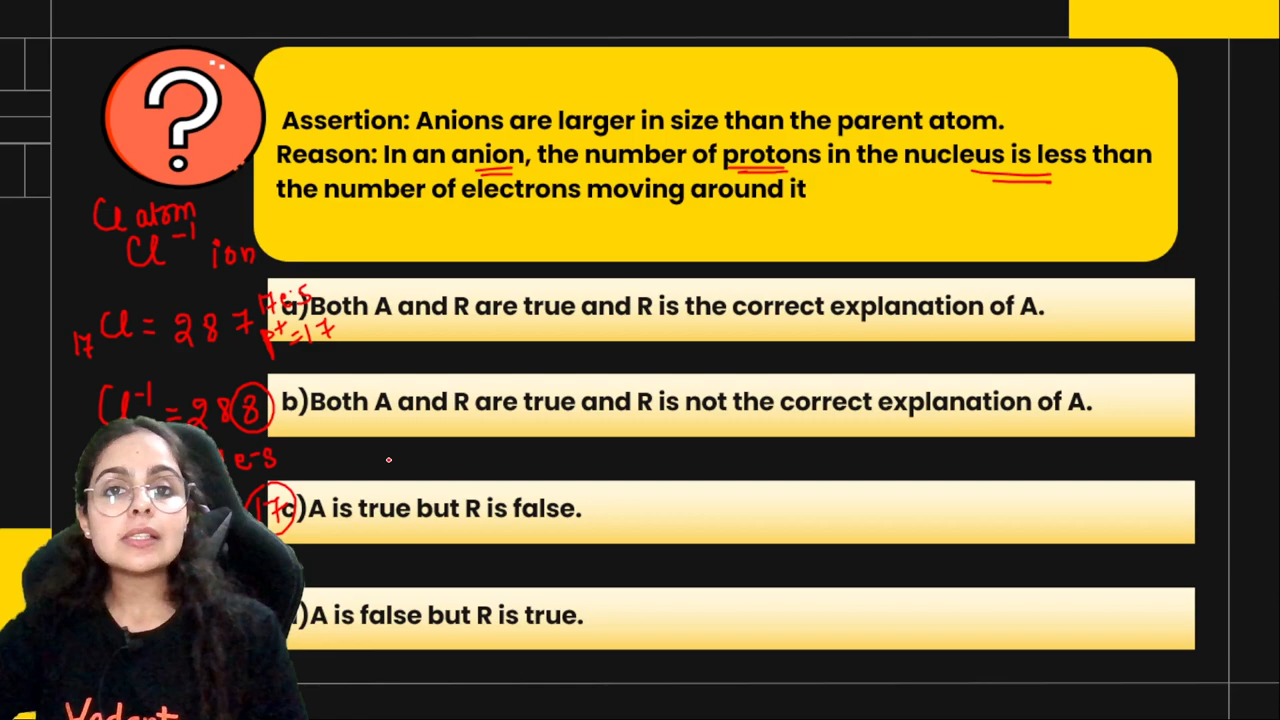 Assertion: Anions are larger in size than the parent atom.
Reason: In an anion, the number of protons in the nucleus is less than
the number of electrons moving around it
Cl atom
Cl⁻¹ ion
₁₇Cl = 2 8 7
17 e⁻s
p⁺ = 17
a)Both A and R are true and R is the correct explanation of A.
Cl⁻¹ = 2 8 8
b)Both A and R are true and R is not the correct explanation of A.
e⁻s
17
c)A is true but R is false.
)A is false but R is true.